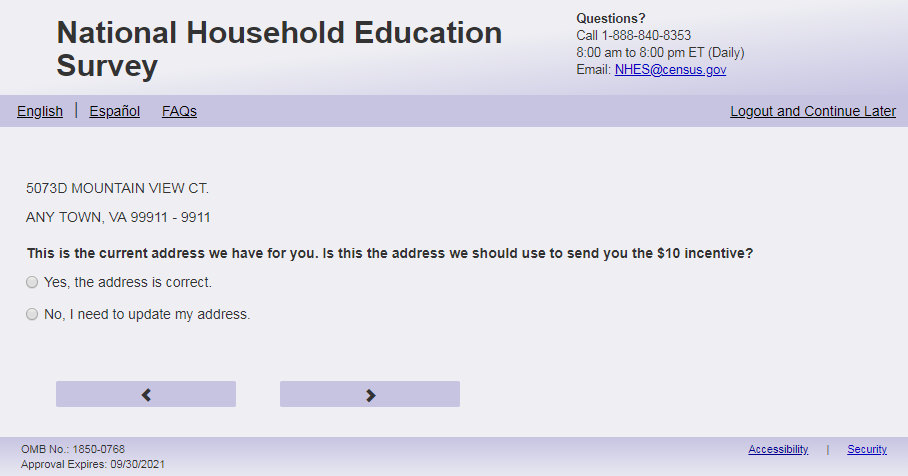 National Household Education
Survey
Questions?
Call 1-888-840-8353
8:00 am to 8:00 pm ET (Daily)
Email: NHES@census.gov
English | Español FAQs Logout and Continue Later
5073D MOUNTAIN VIEW CT.
ANY TOWN, VA 99911 - 9911
This is the current address we have for you. Is this the address we should use to send you the $10 incentive?
Yes, the address is correct.
No, I need to update my address.
OMB No.: 1850-0768
Approval Expires: 09/30/2021
Accessibility | Security